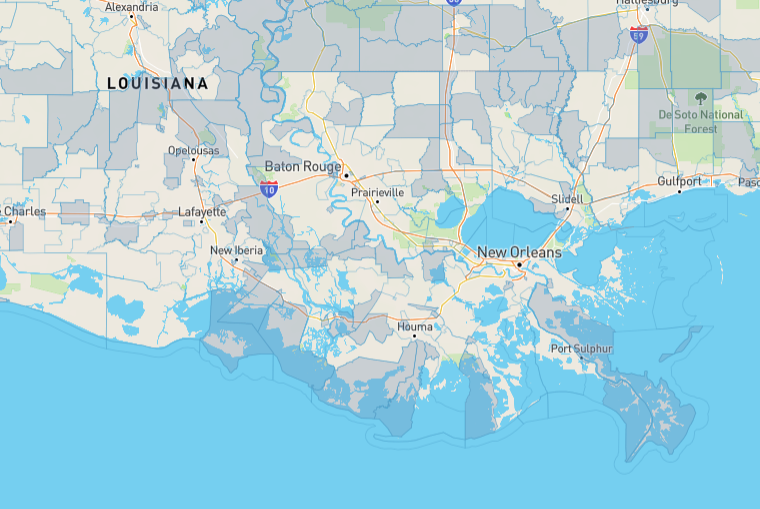 Alexandria
Hattiesburg
59
LOUISIANA
De Soto National
Forest
Opelousas
Baton Rouge
10
Prairieville
Gulfport
Slidell
Charles
Lafayette
New Iberia
New Orleans
Houma
Port Sulphur